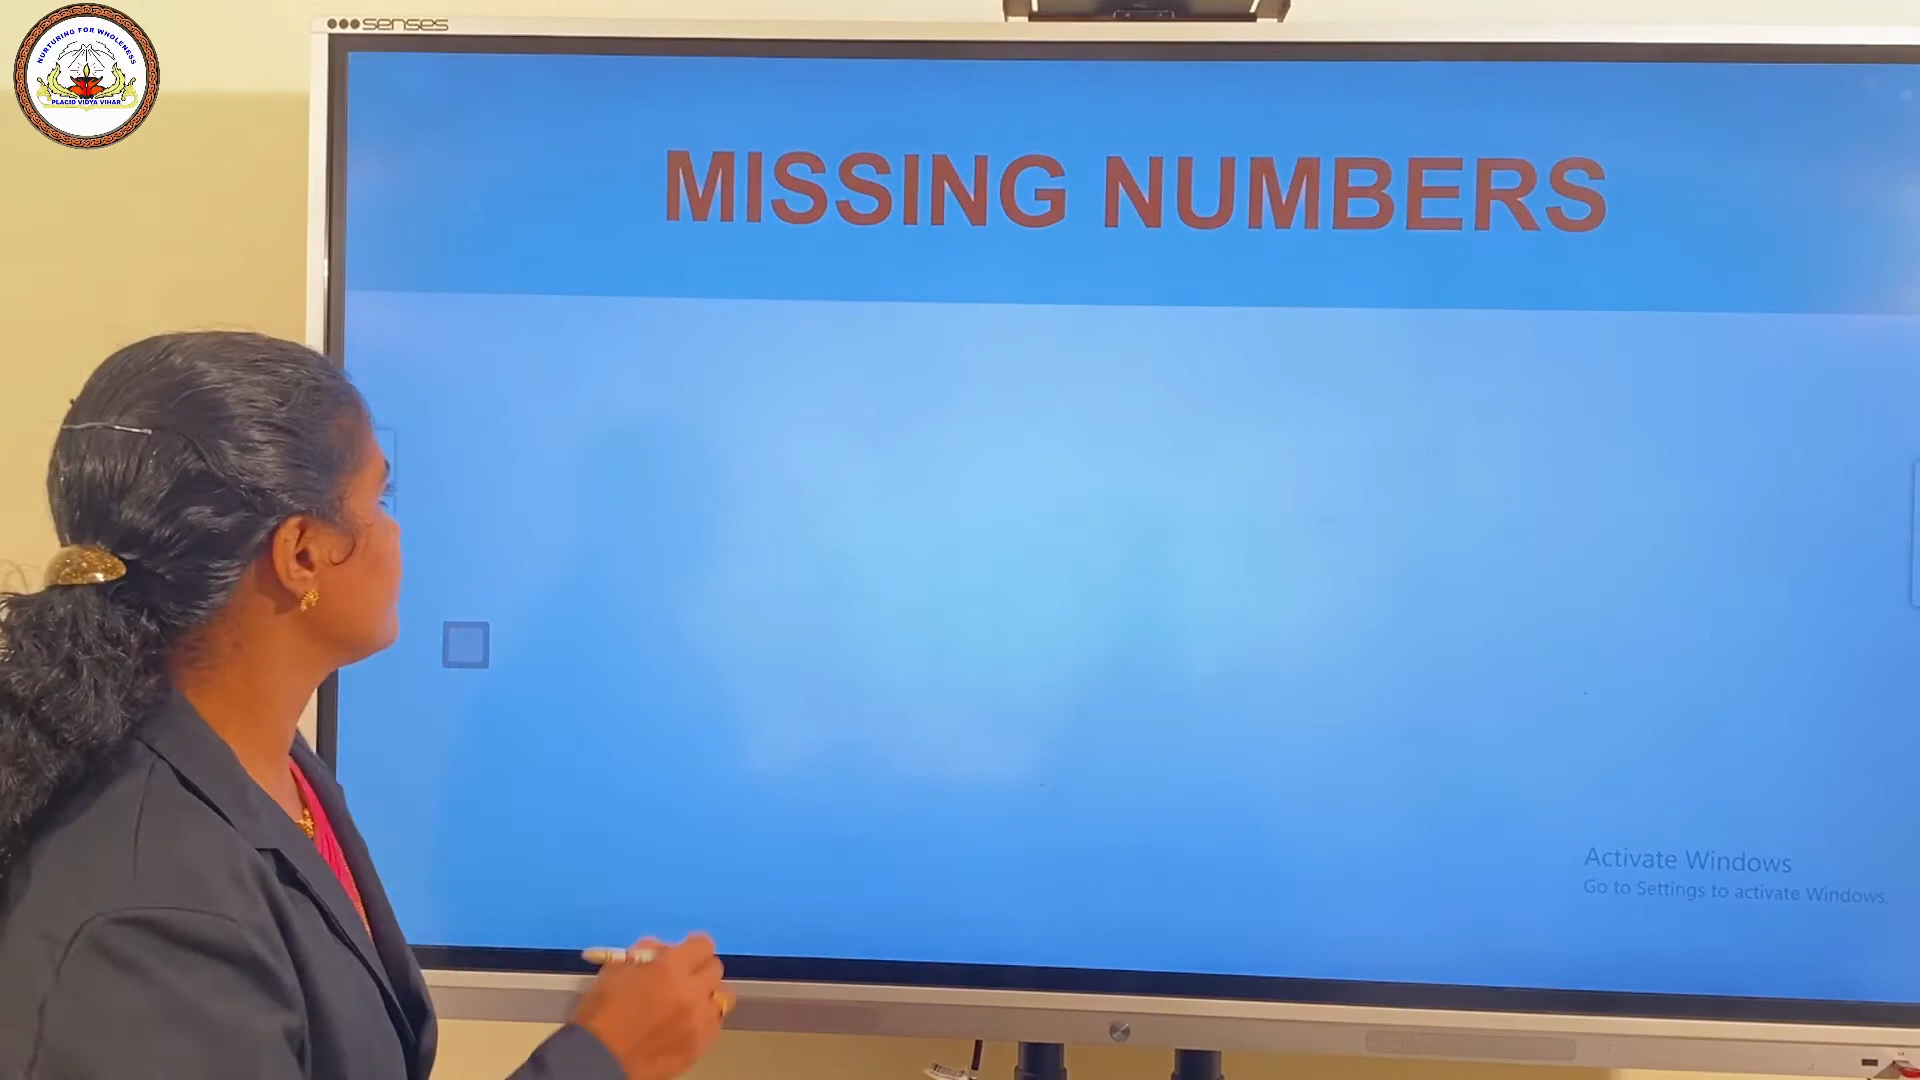 NURTURING FOR WHOLENESS
PLACID VIDYA VIHAR
senses
MISSING NUMBERS
Activate Windows
Go to Settings to activate Windows.